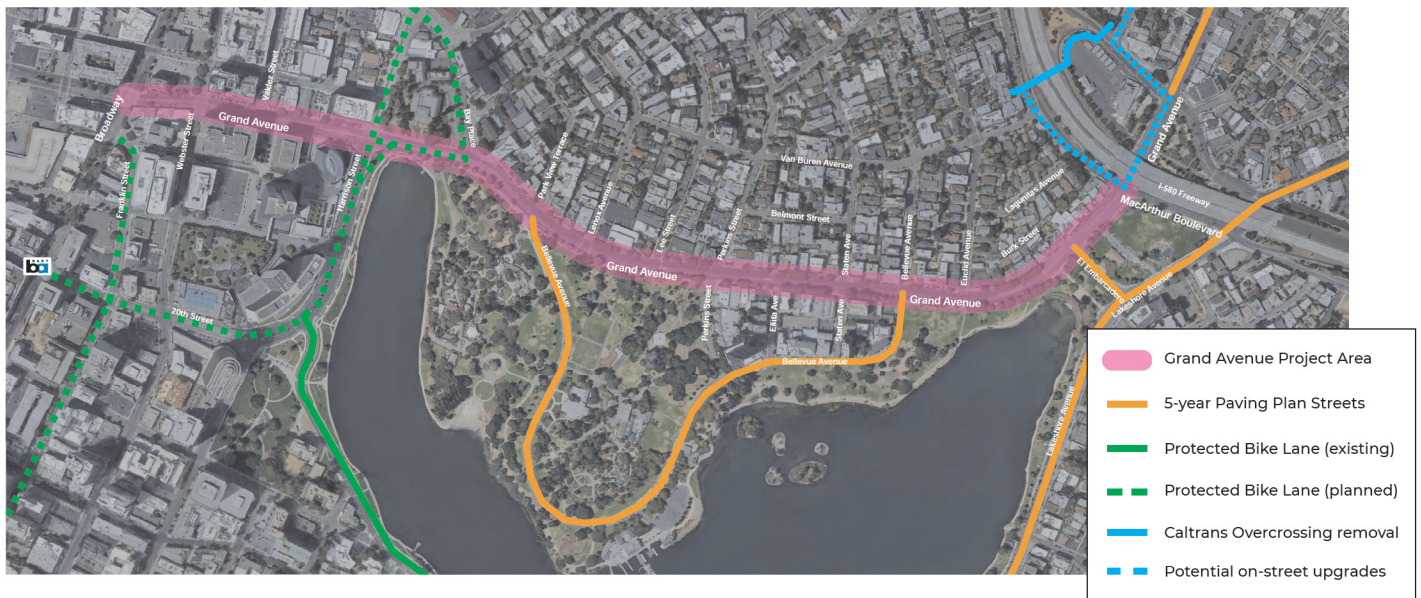 Broadway
Valdez Street
Grand Avenue
Webster Street
Franklin Street
Harrison Street
Bay Place
20th Street
ba
Park View Terrace
Lenox Avenue
Lee Street
Perkins Street
Van Buren Avenue
Belmont Street
Staten Ave
Bellevue Avenue
Euclid Avenue
Lagunitas Avenue
Burk Street
Grand Avenue
I-580 Freeway
MacArthur Boulevard
El Embarcadero
Lakeshore Avenue
Bellevue Avenue
Grand Avenue
Grand Avenue
Perkins Street
Ellita Ave
Staten Ave
Bellevue Avenue
Lakeshore Avenue
Grand Avenue Project Area
5-year Paving Plan Streets
Protected Bike Lane (existing)
Protected Bike Lane (planned)
Caltrans Overcrossing removal
Potential on-street upgrades